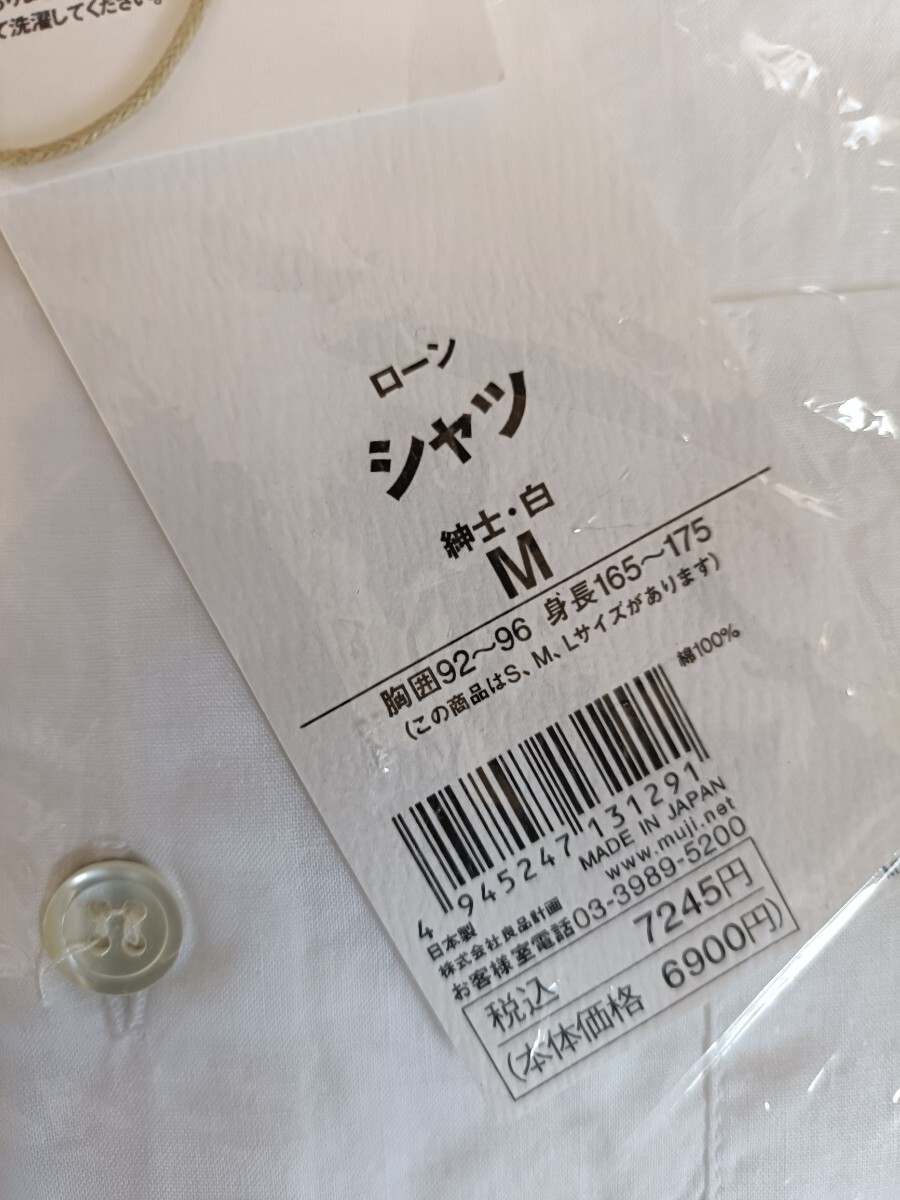 て洗濯してください。
ローン
シャツ
紳士・白
M
胸囲92～96 身長165～175
(この商品はS、M、Lサイズがあります)
綿100%
4 945247 131291
日本製 MADE IN JAPAN
株式会社良品計画 www.muji.net
お客様室電話03-3989-5200
税込 7245円
(本体価格 6900円)